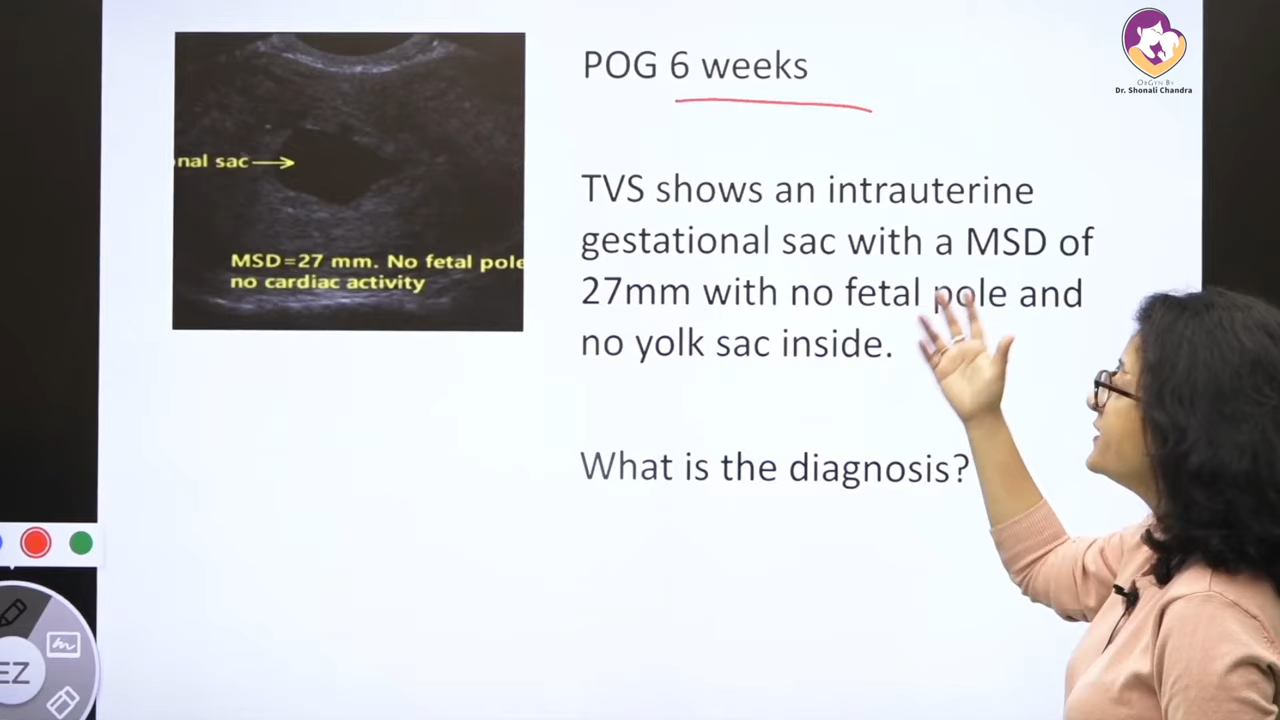 POG 6 weeks
TVS shows an intrauterine
gestational sac with a MSD of
27mm with no fetal pole and
no yolk sac inside.
What is the diagnosis?
nal sac
MSD=27 mm. No fetal pole
no cardiac activity
OBGYN BY
Dr. Shonali Chandra
EZ